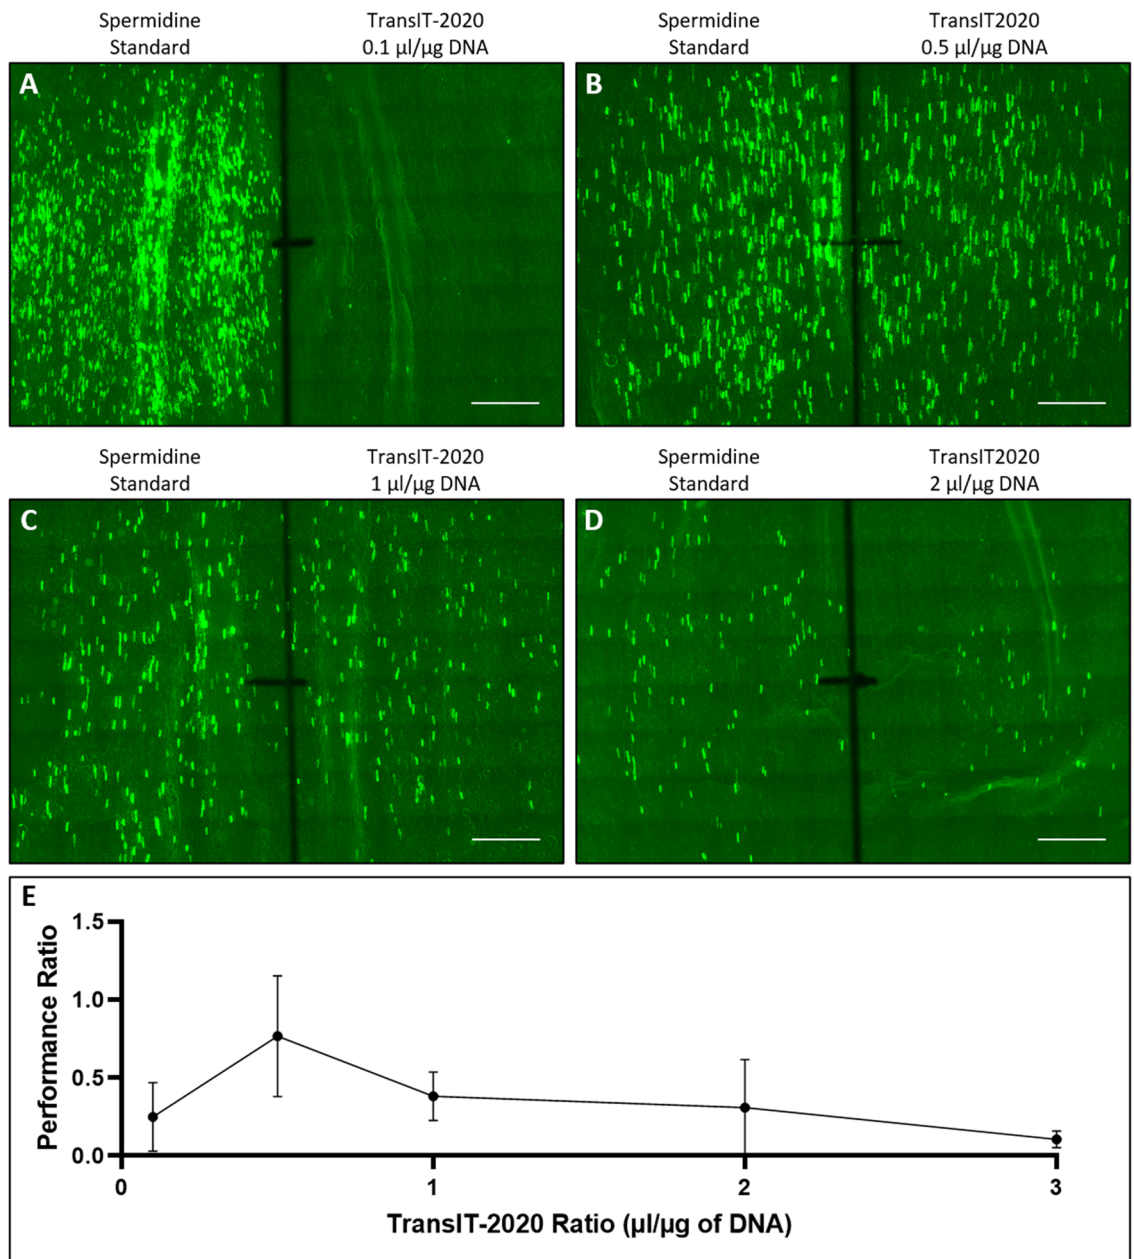 Spermidine
Standard
TransIT-2020
0.1 µl/µg DNA
Spermidine
Standard
TransIT2020
0.5 µl/µg DNA
A
B
Spermidine
Standard
TransIT-2020
1 µl/µg DNA
Spermidine
Standard
TransIT2020
2 µl/µg DNA
C
D
E
Performance Ratio
1.5
1.0
0.5
0.0
0
1
2
3
TransIT-2020 Ratio (µl/µg of DNA)